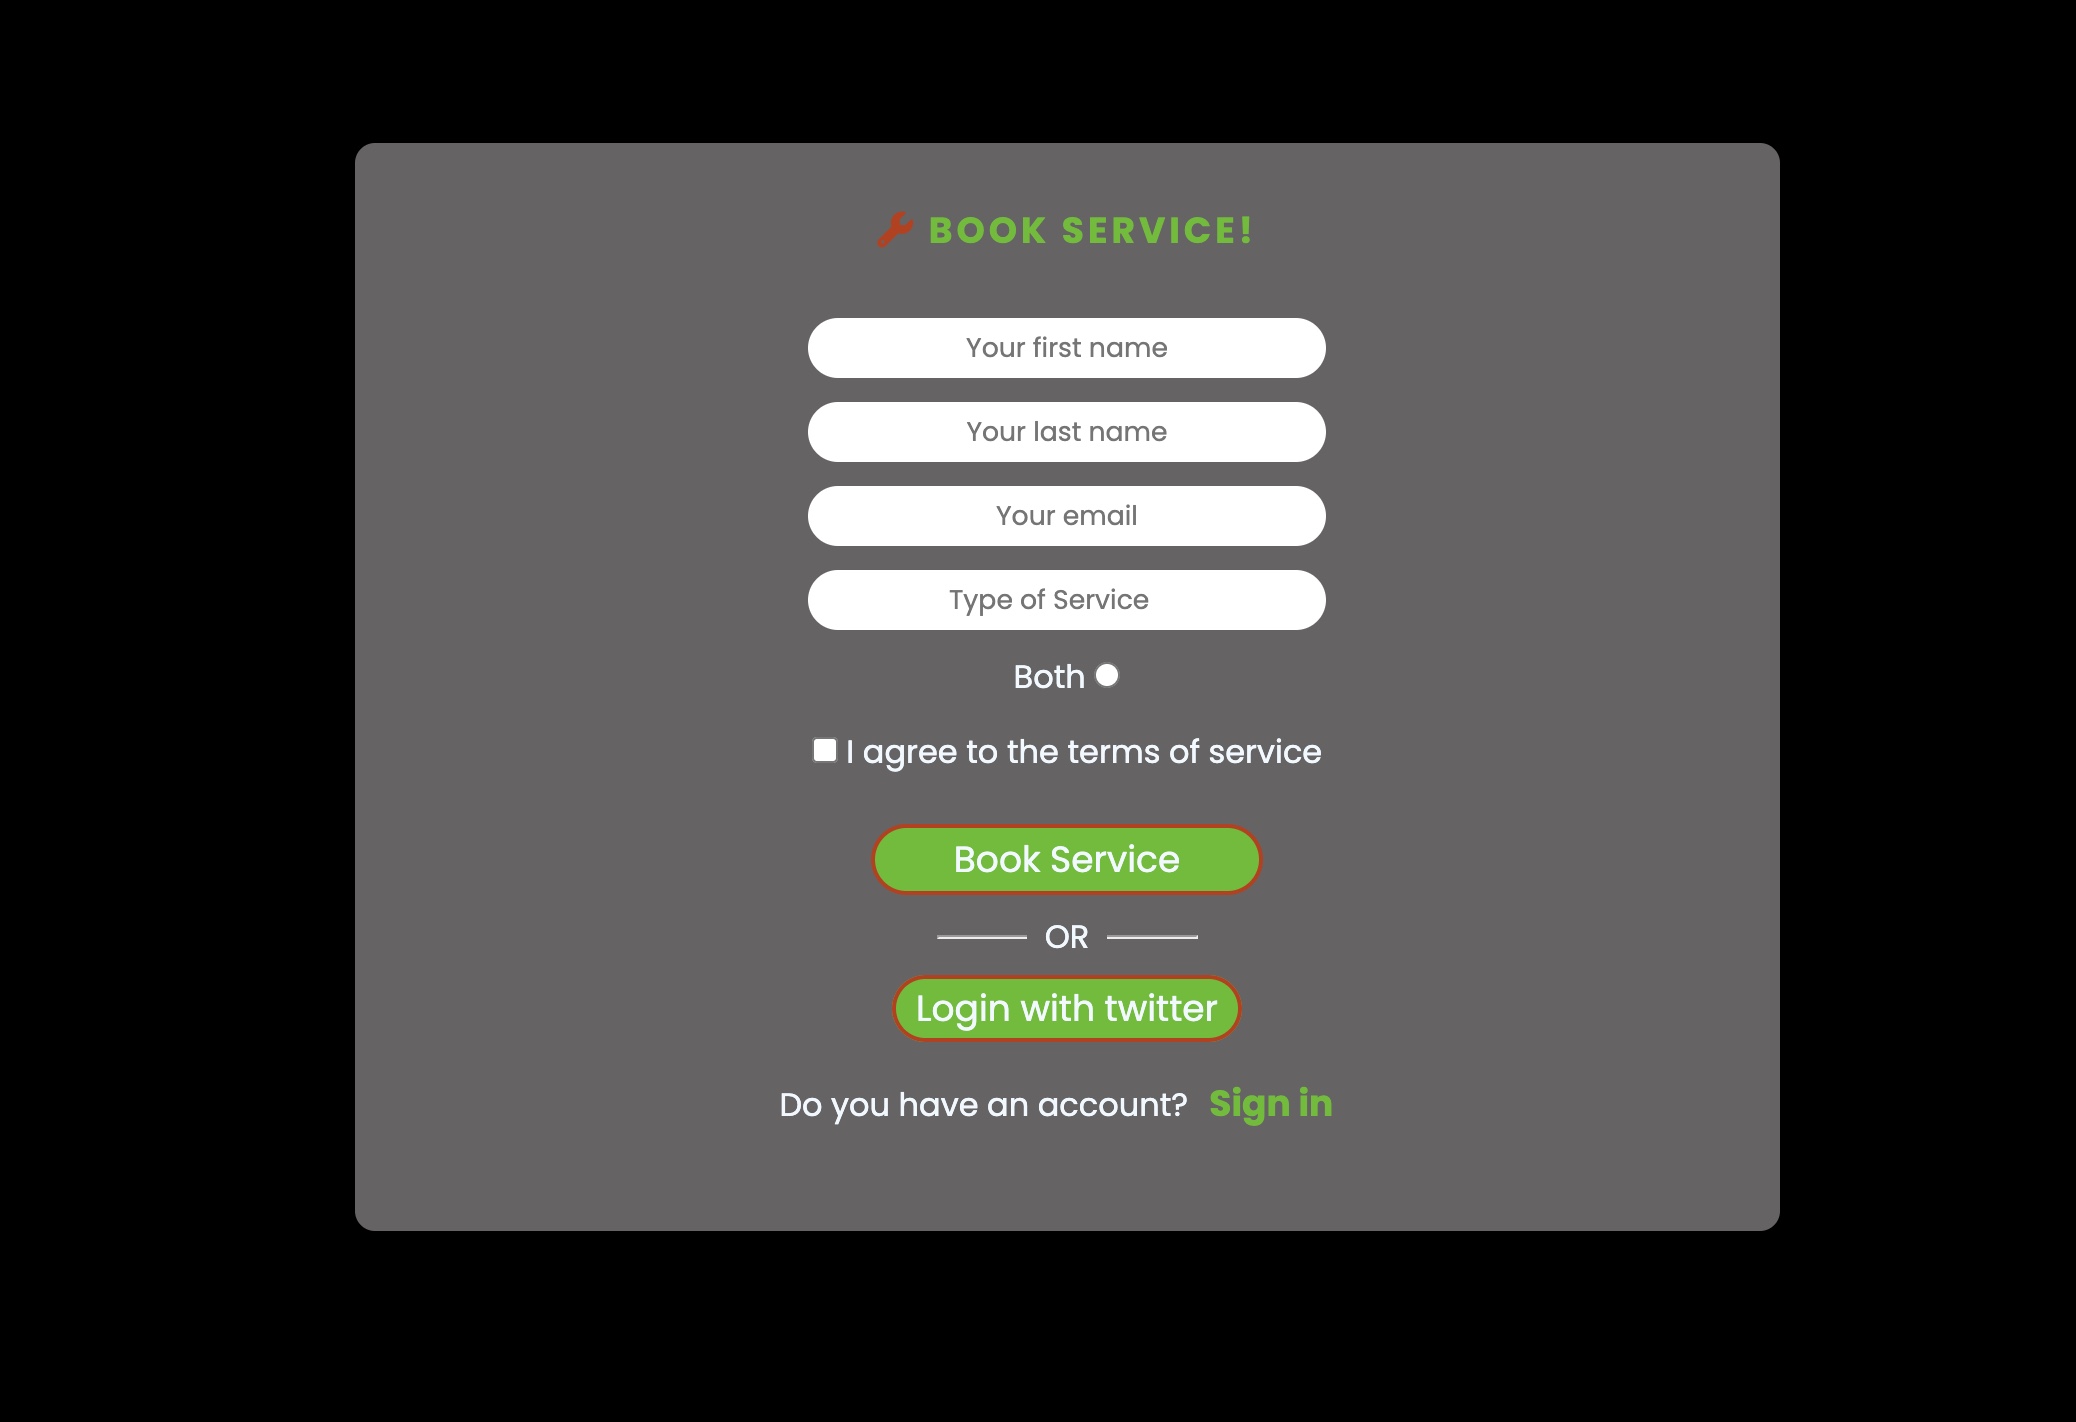 BOOK SERVICE!
Your first name
Your last name
Your email
Type of Service
Both
I agree to the terms of service
Book Service
OR
Login with twitter
Do you have an account? Sign in